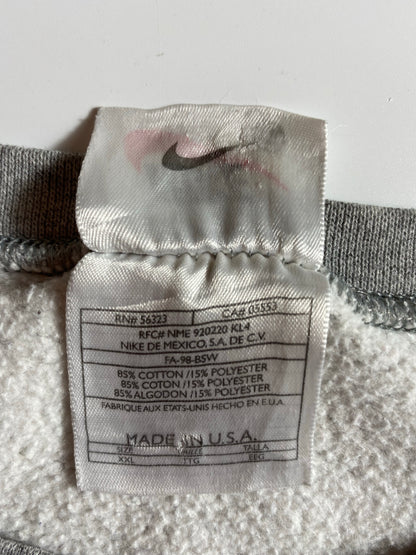 RN# 56323 CA# 05553
RFC# NME 920220 KL4
NIKE DE MEXICO, S.A. DE C.V.
FA-98-BSW
85% COTTON / 15% POLYESTER
85% COTON / 15% POLYESTER
85% ALGODON / 15% POLYESTER
FABRIQUE AUX ETATS-UNIS HECHO EN E.U.A.
MADE IN U.S.A.
SIZE TAILLE TALLA
XXL TTG EEG